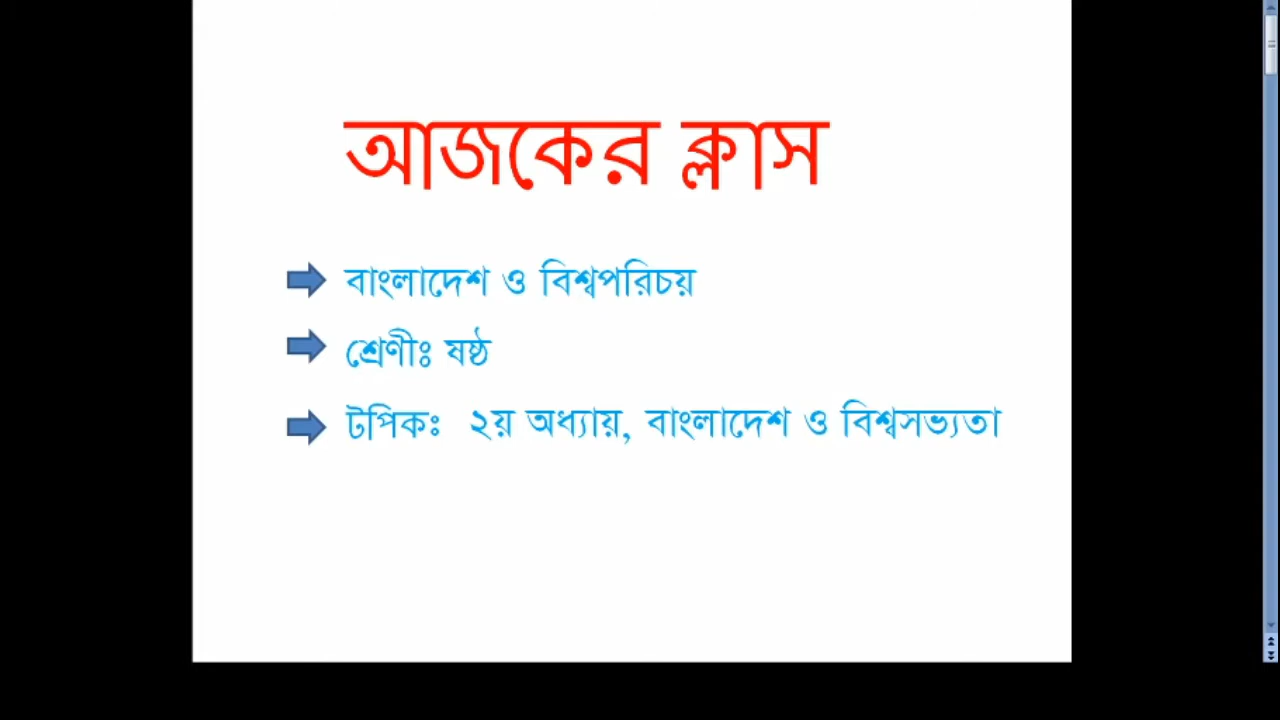 আজকের ক্লাস
বাংলাদেশ ও বিশ্বপরিচয়
শ্রেণীঃ ষষ্ঠ
টপিকঃ ২য় অধ্যায়, বাংলাদেশ ও বিশ্বসভ্যতা